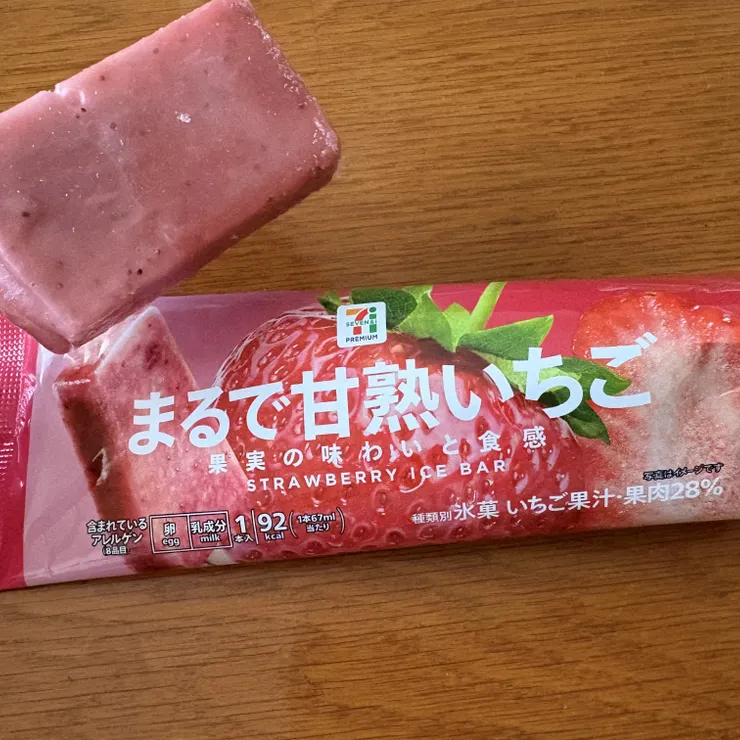 SEVEN&i
PREMIUM
まるで甘熟いちご
果実の味わいと食感
STRAWBERRY ICE BAR
写真はイメージです
種類別 氷菓 いちご果汁・果肉28%
含まれている
アレルゲン
(8品目)
卵
egg
乳成分
milk
1
本入
92
kcal
(1本67ml
当たり)